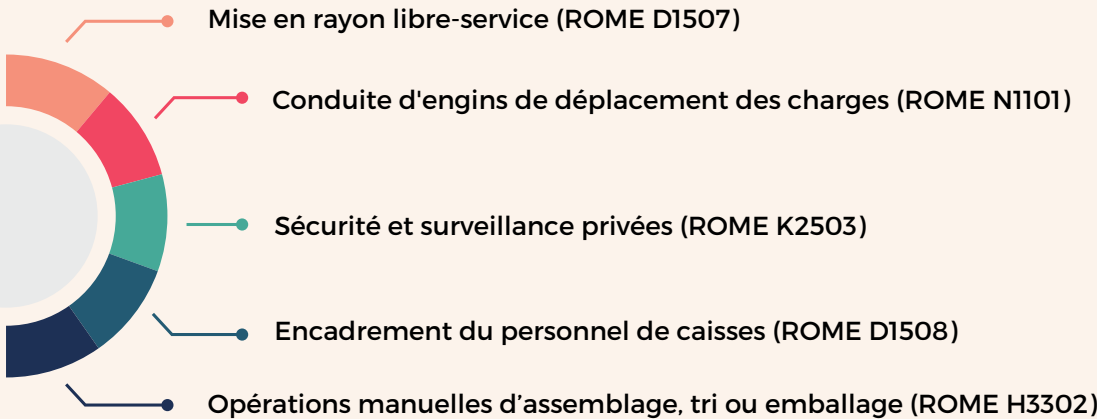 Mise en rayon libre-service (ROME D1507)
Conduite d'engins de déplacement des charges (ROME N1101)
Sécurité et surveillance privées (ROME K2503)
Encadrement du personnel de caisses (ROME D1508)
Opérations manuelles d’assemblage, tri ou emballage (ROME H3302)